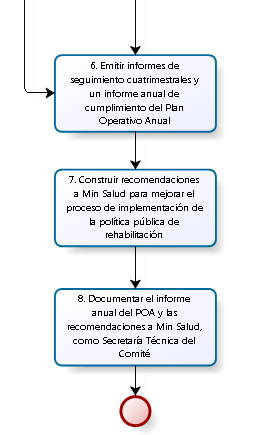 6. Emitir informes de
seguimiento cuatrimestrales y
un informe anual de
cumplimiento del Plan
Operativo Anual
7. Construir recomendaciones
a Min Salud para mejorar el
proceso de implementación de
la política pública de
rehabilitación
8. Documentar el informe
anual del POA y las
recomendaciones a Min Salud,
como Secretaría Técnica del
Comité